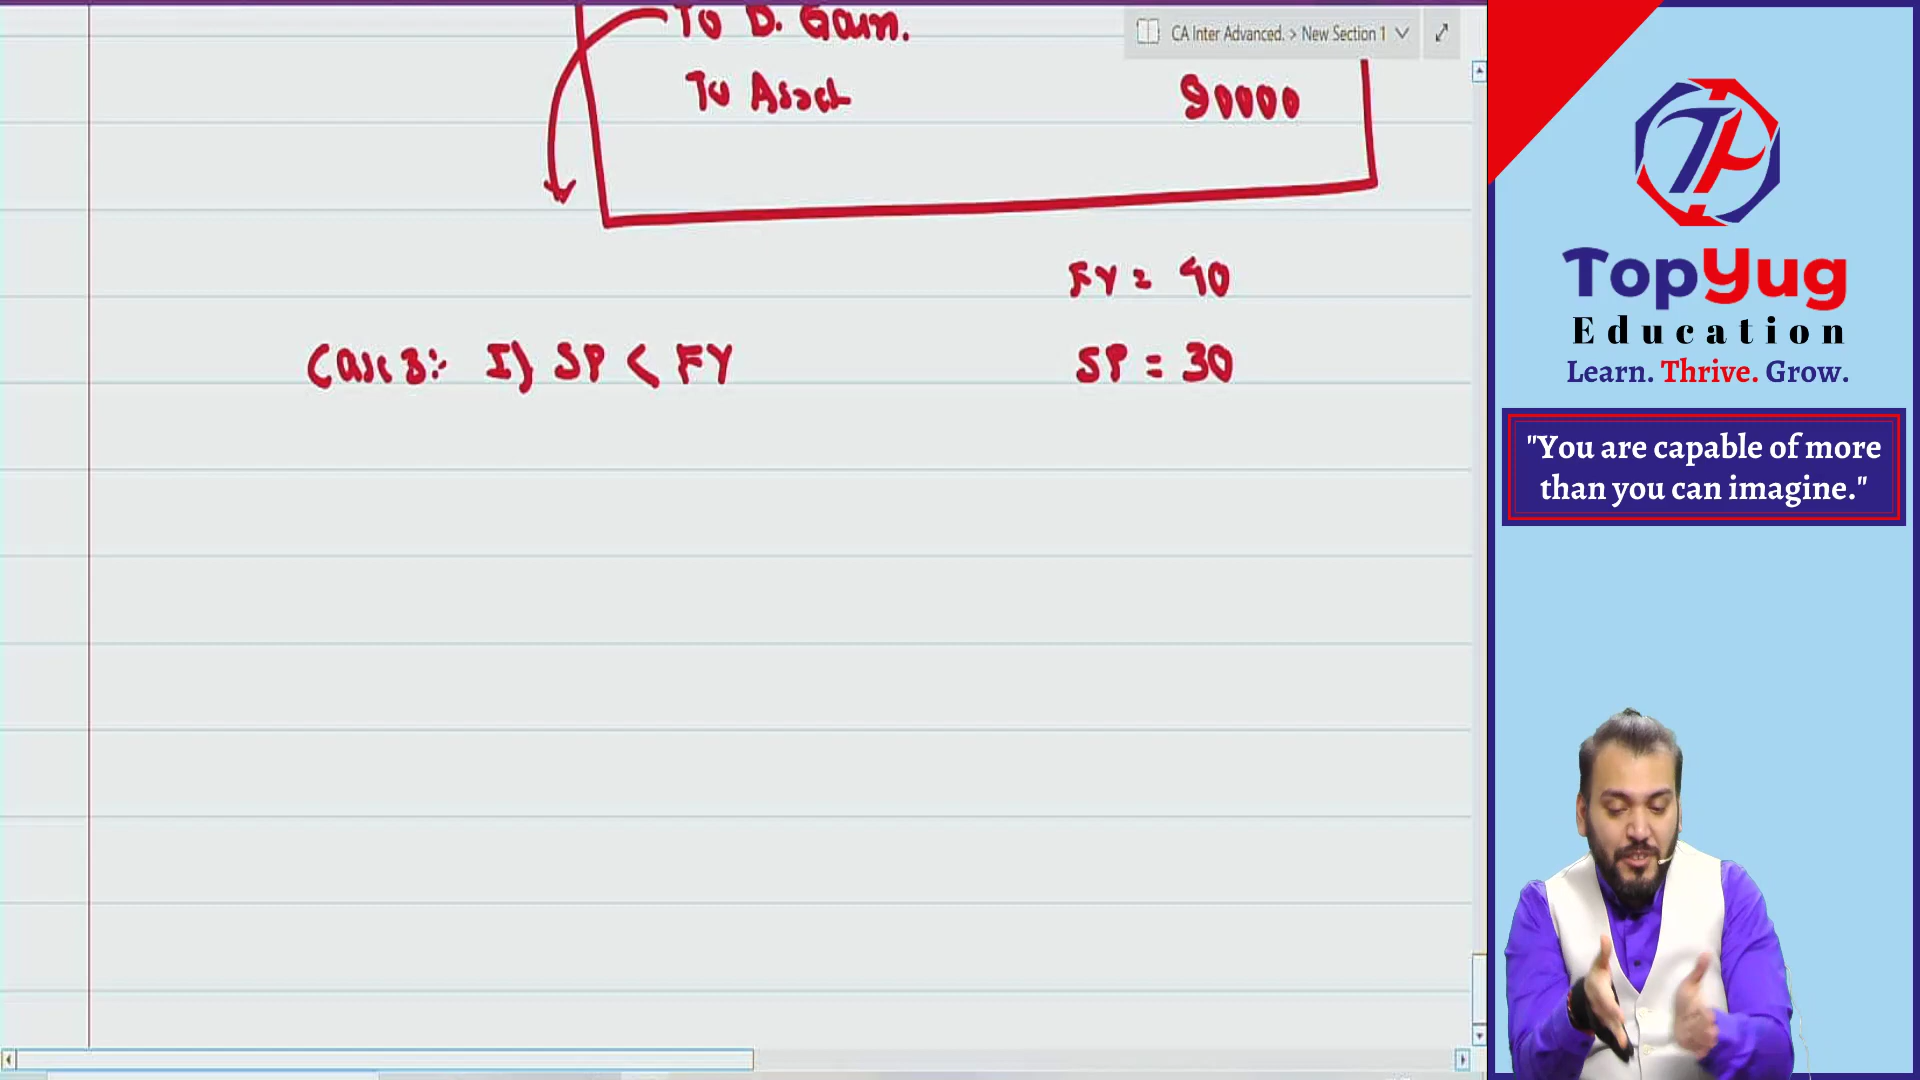 To D. Gain.
CA Inter Advanced. > New Section 1
To Asset 90000
FV = 40
Case 3:- I) SP < FV SP = 30
TopYug
Education
Learn. Thrive. Grow.
"You are capable of more
than you can imagine."